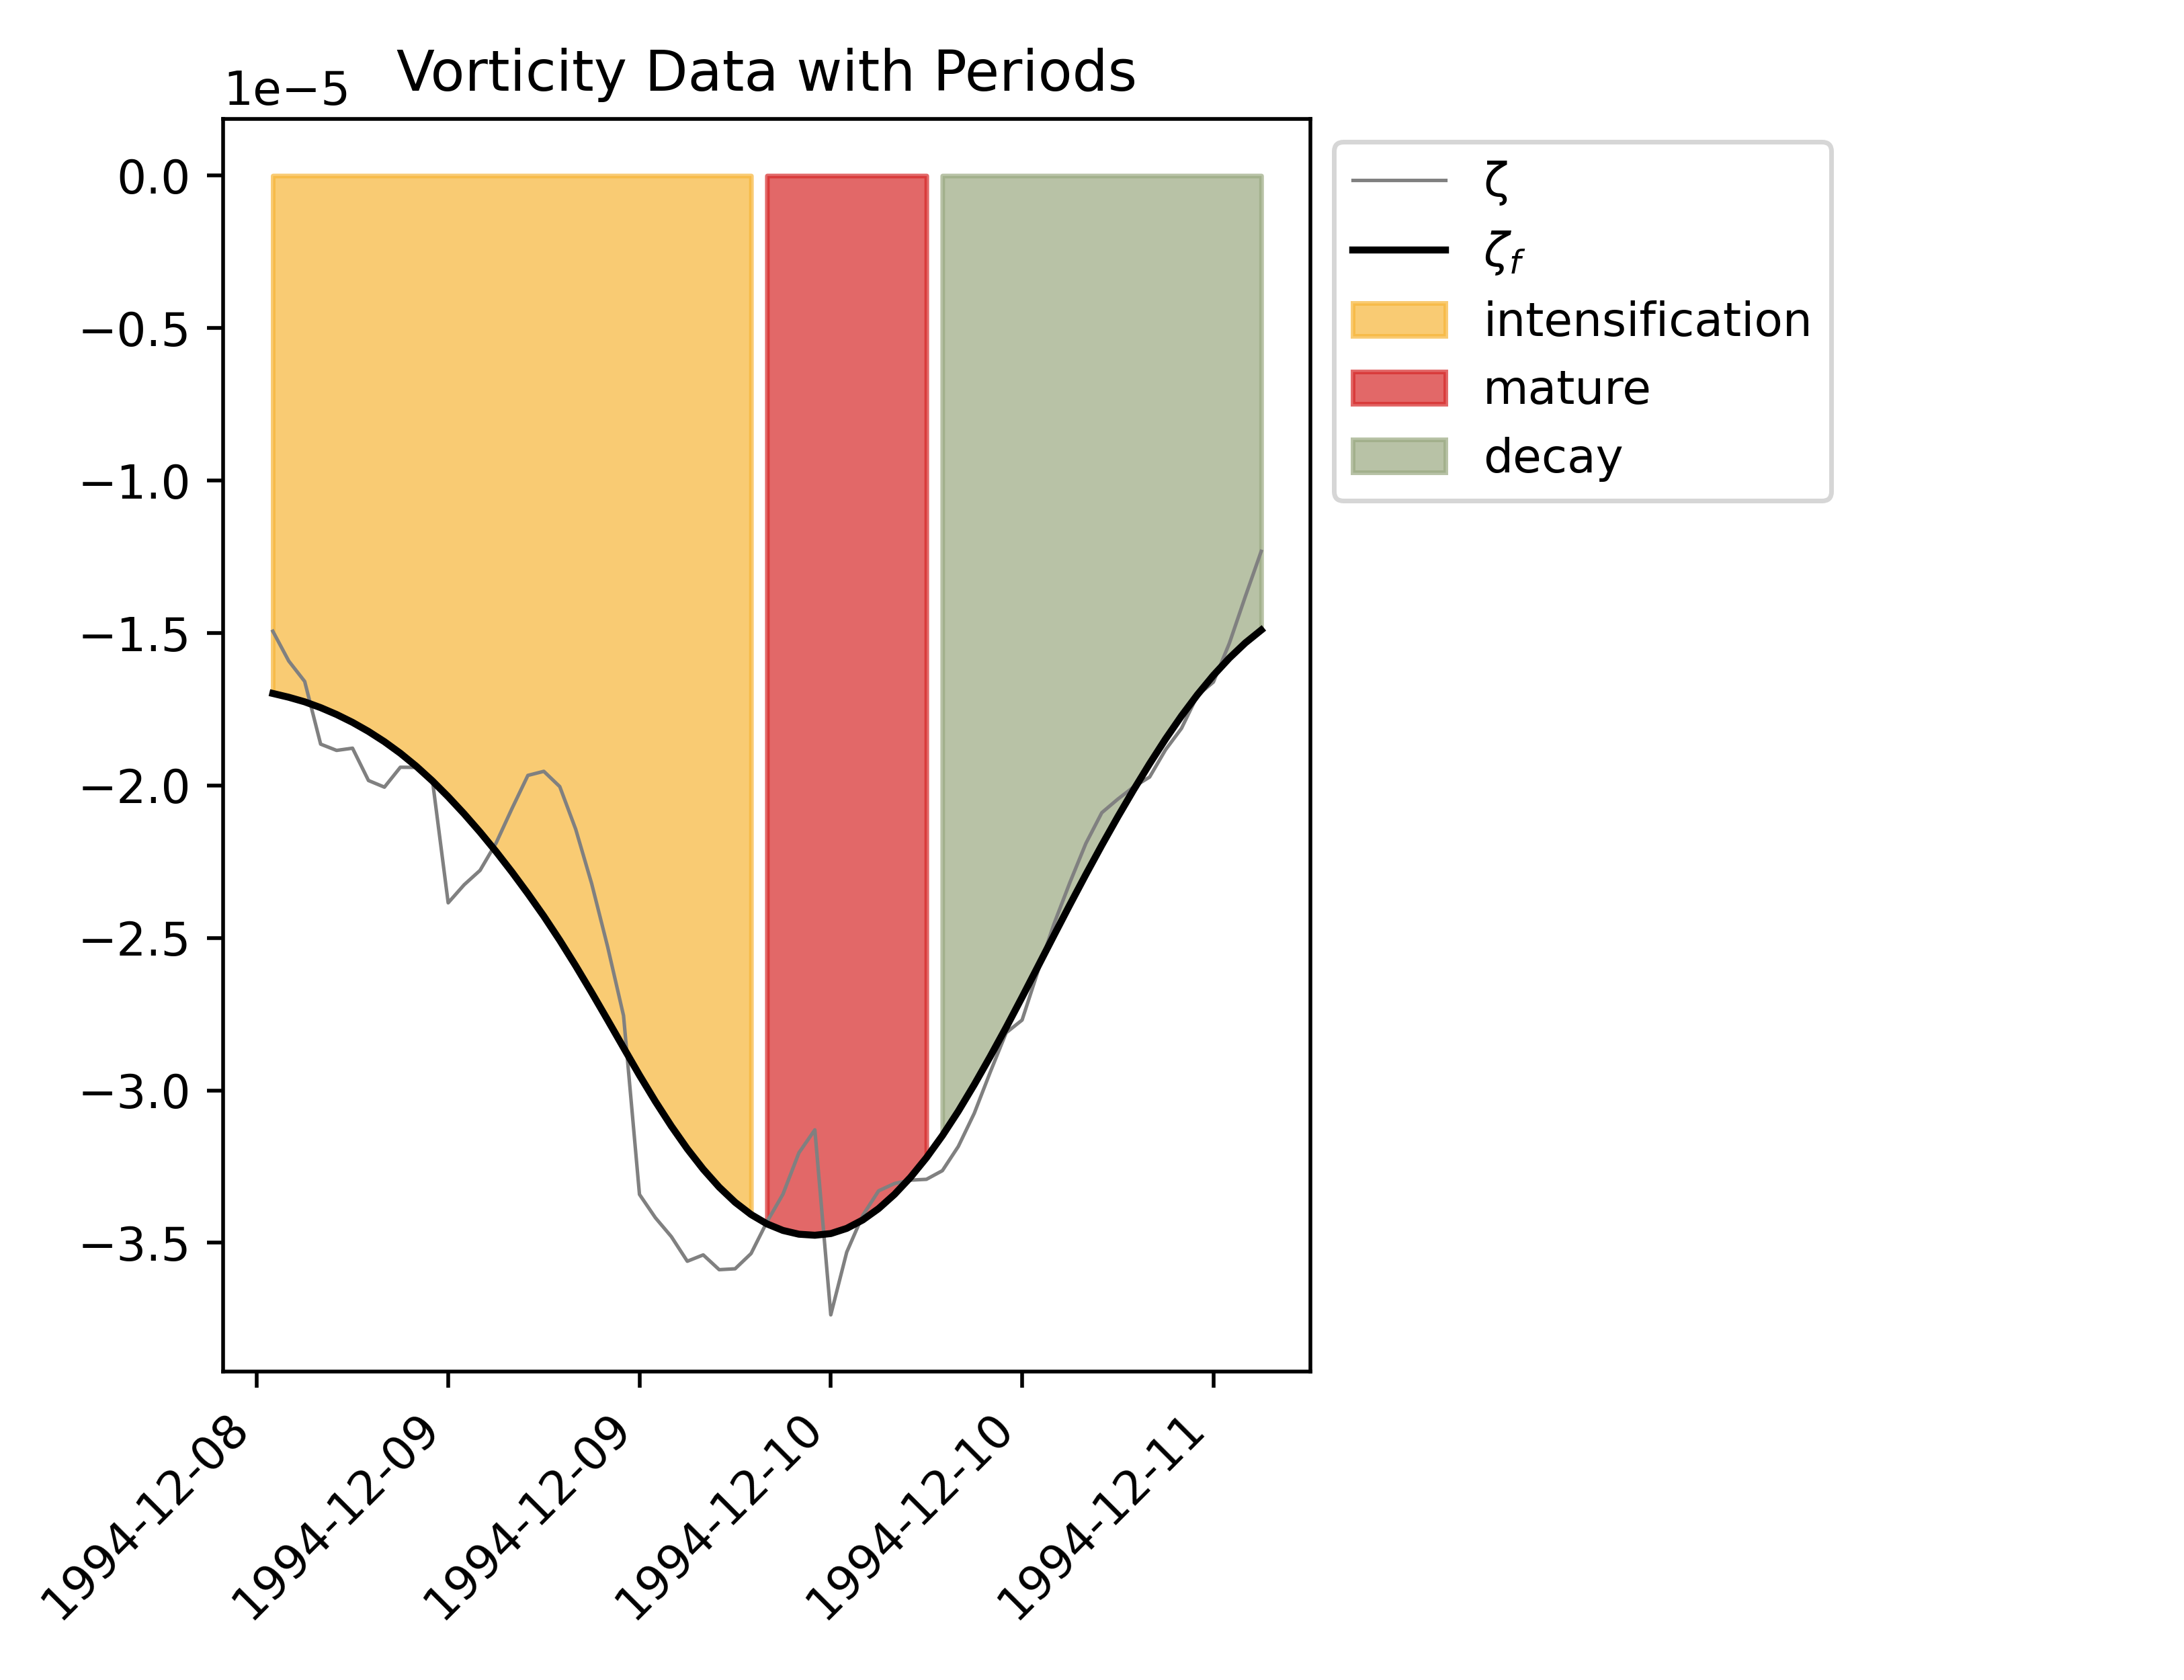 Vorticity Data with Periods
1e−5
0.0
−0.5
−1.0
−1.5
−2.0
−2.5
−3.0
−3.5
1994-12-08
1994-12-09
1994-12-09
1994-12-10
1994-12-10
1994-12-11
ζ
ζf
intensification
mature
decay